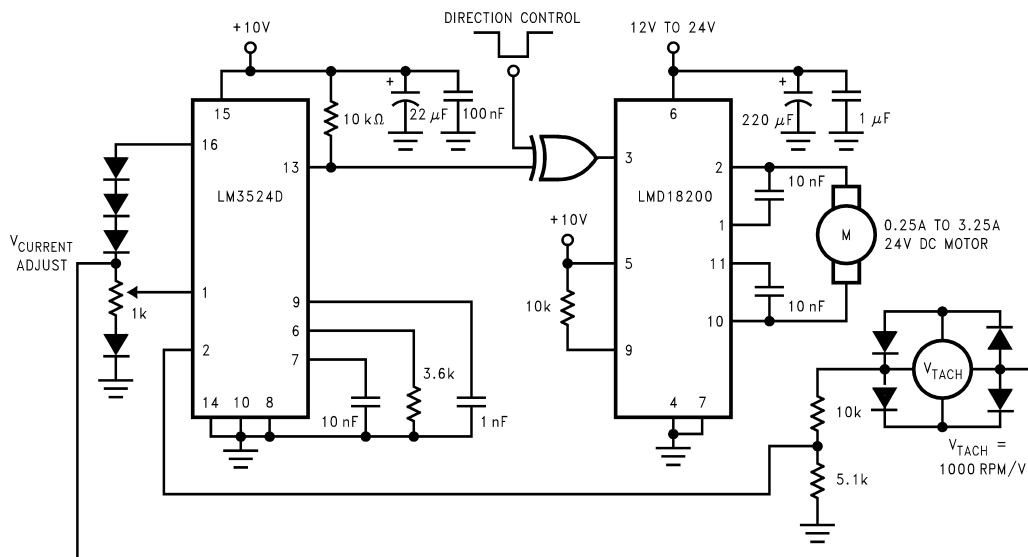 DIRECTION CONTROL
+10V
12V TO 24V
15
10 kΩ
+
22 μF
100 nF
6
+
220 μF
1 μF
16
13
LM3524D
3
LMD18200
2
10 nF
1
+10V
M
0.25A TO 3.25A
24V DC MOTOR
VCURRENT
ADJUST
5
11
1
1k
9
10k
10 nF
6
10
2
7
3.6k
9
VTACH
14
10
8
10 nF
1 nF
4
7
10k
VTACH =
1000 RPM/V
5.1k